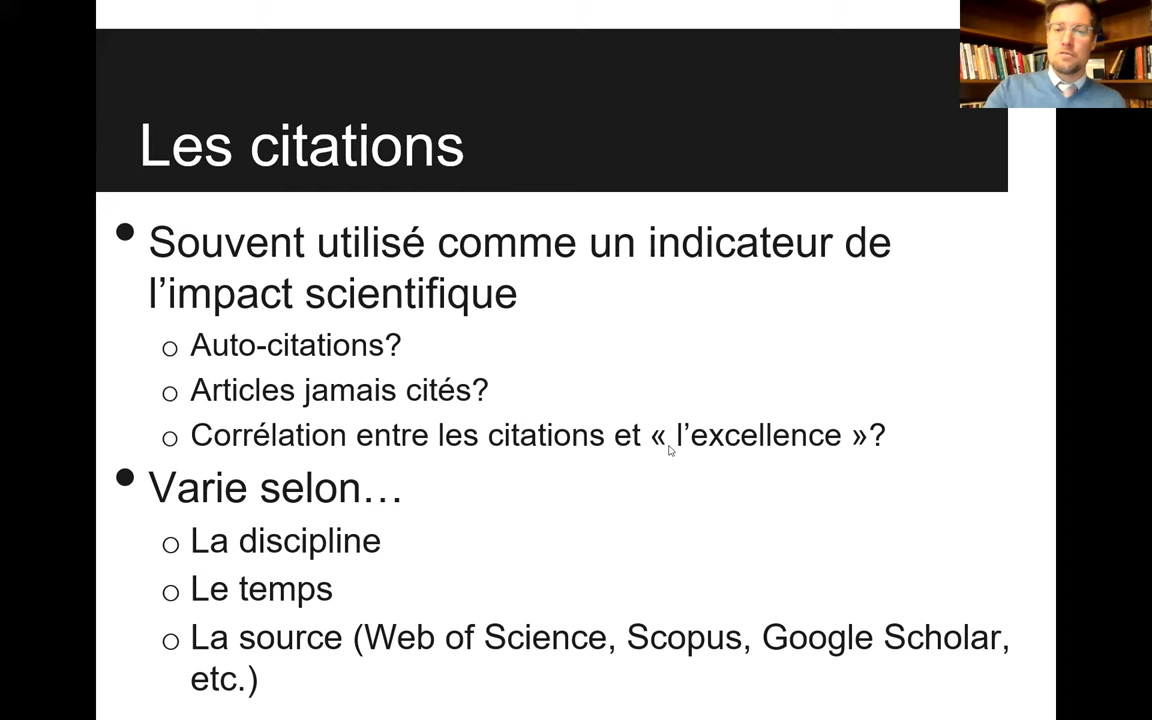 Les citations
• Souvent utilisé comme un indicateur de
l’impact scientifique
o Auto-citations?
o Articles jamais cités?
o Corrélation entre les citations et « l’excellence »?
• Varie selon…
o La discipline
o Le temps
o La source (Web of Science, Scopus, Google Scholar,
etc.)